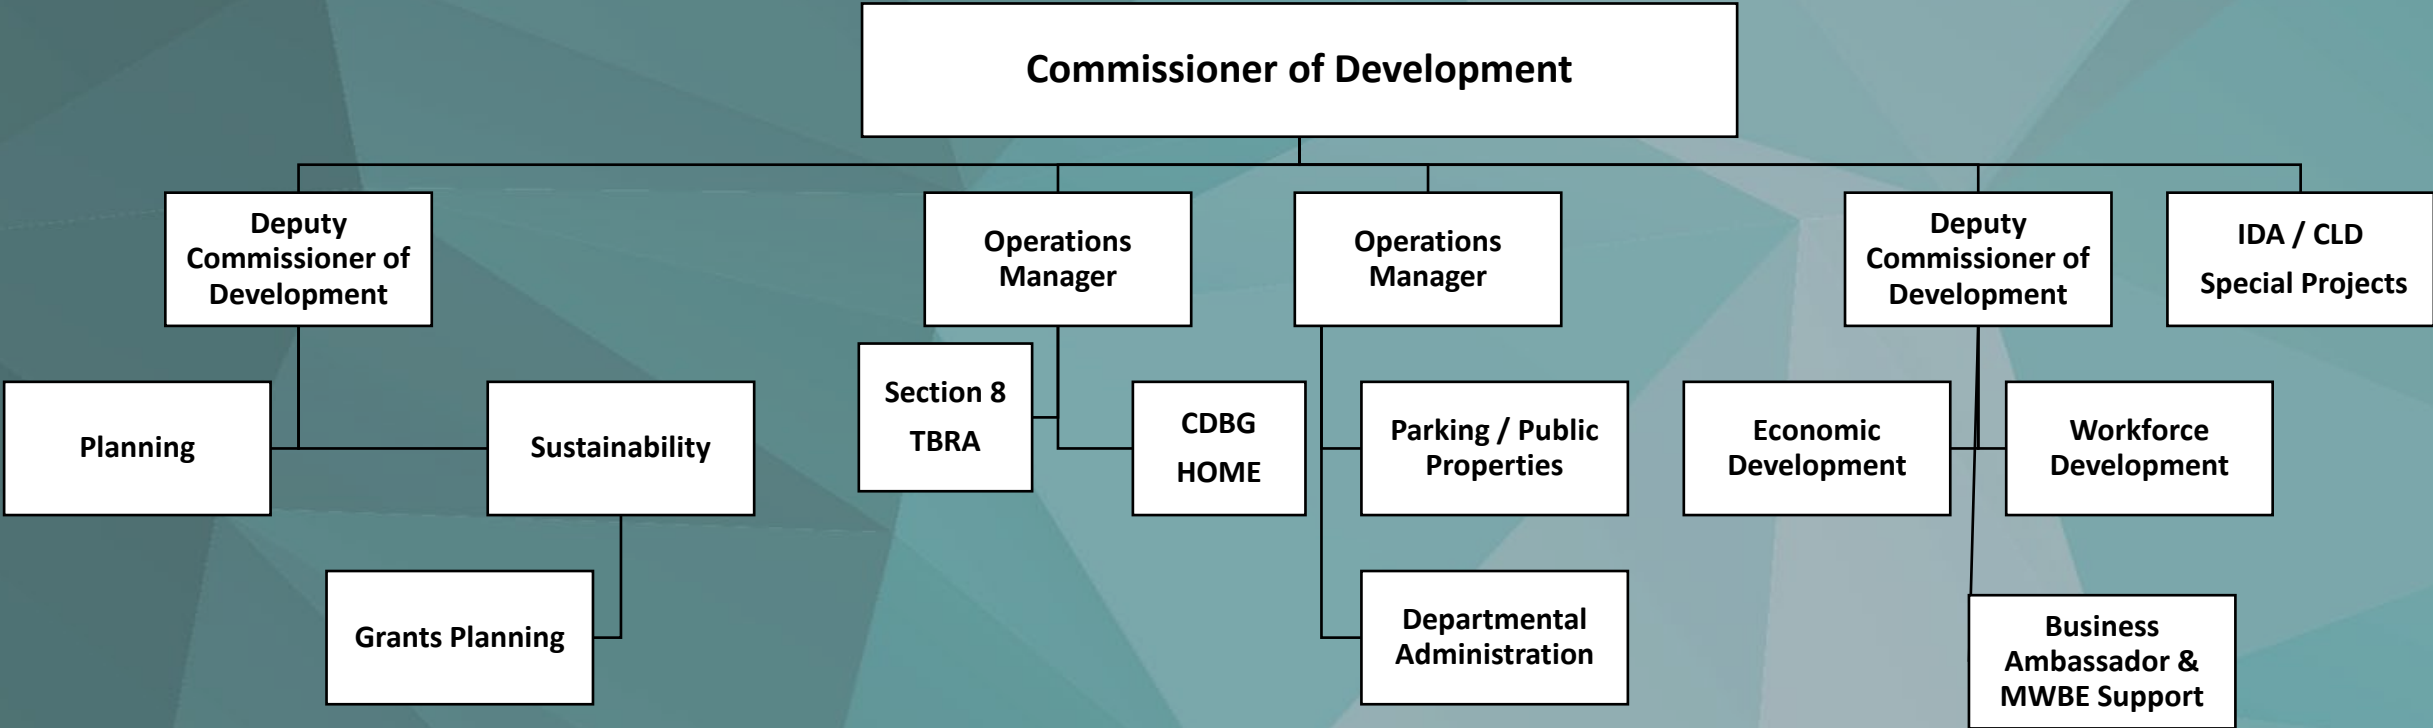 Commissioner of Development
Deputy
Commissioner of
Development
Operations
Manager
Operations
Manager
Deputy
Commissioner of
Development
IDA / CLD
Special Projects
Planning
Sustainability
Section 8
TBRA
CDBG
HOME
Parking / Public
Properties
Economic
Development
Workforce
Development
Grants Planning
Departmental
Administration
Business
Ambassador &
MWBE Support